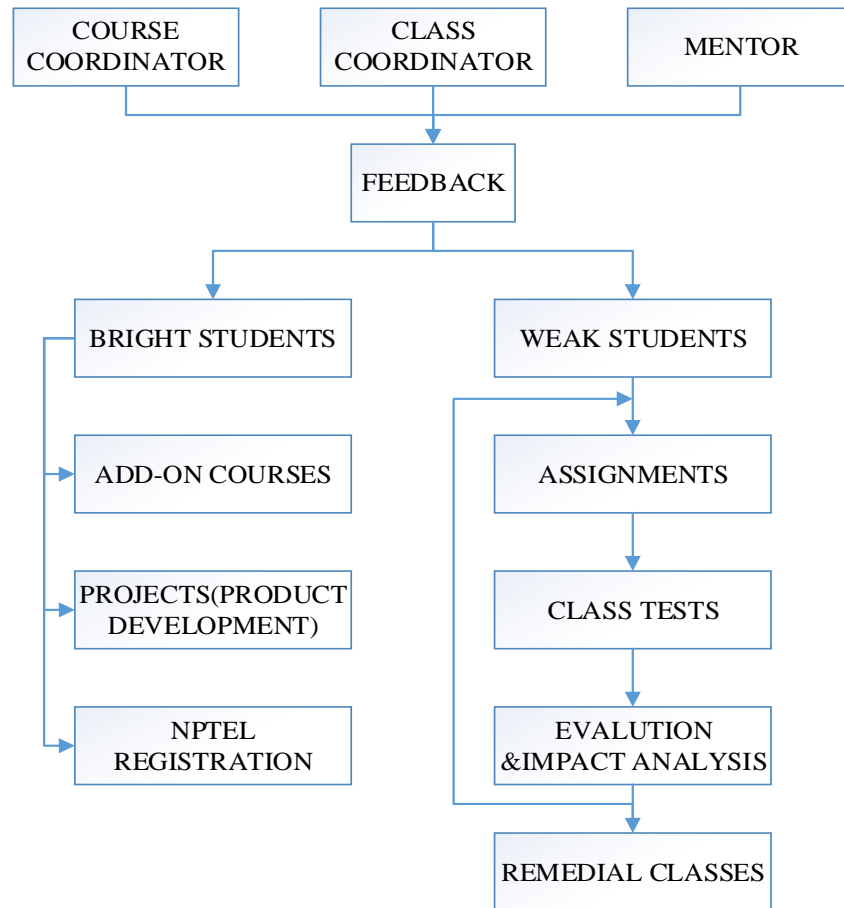 COURSE
COORDINATOR
CLASS
COORDINATOR
MENTOR
FEEDBACK
BRIGHT STUDENTS
WEAK STUDENTS
ADD-ON COURSES
ASSIGNMENTS
PROJECTS(PRODUCT
DEVELOPMENT)
CLASS TESTS
NPTEL
REGISTRATION
EVALUTION
&IMPACT ANALYSIS
REMEDIAL CLASSES